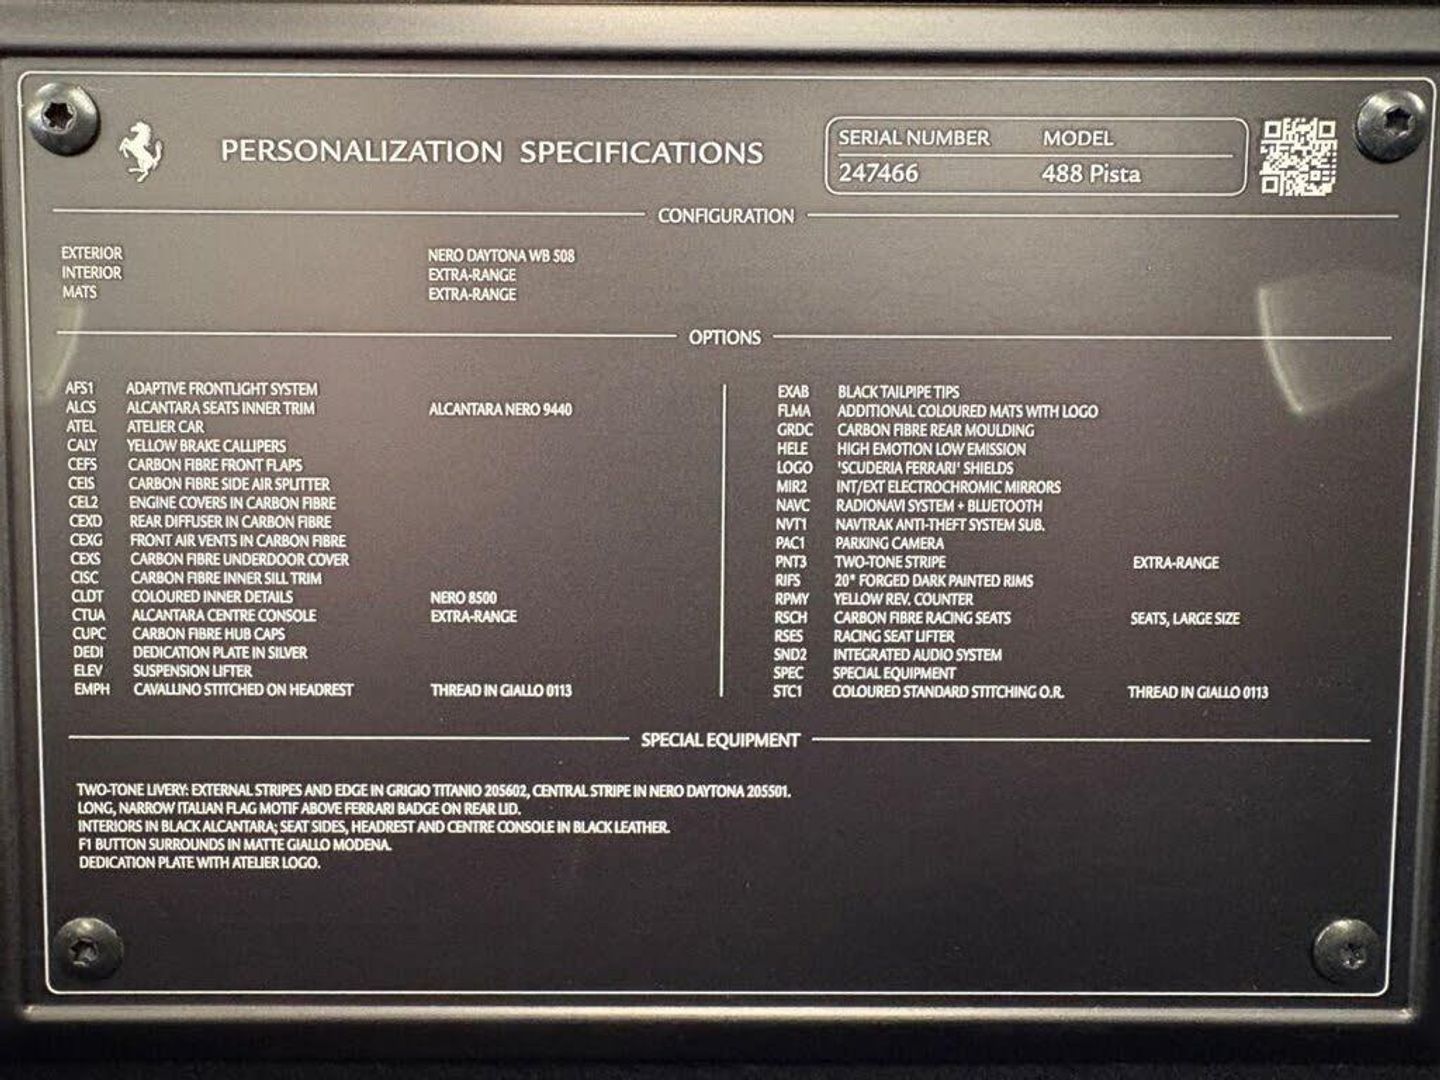 PERSONALIZATION SPECIFICATIONS
SERIAL NUMBER MODEL
247466 488 Pista
CONFIGURATION
EXTERIOR NERO DAYTONA WB 508
INTERIOR EXTRA-RANGE
MATS EXTRA-RANGE
OPTIONS
AFS1 ADAPTIVE FRONTLIGHT SYSTEM
ALCS ALCANTARA SEATS INNER TRIM ALCANTARA NERO 9440
ATEL ATELIER CAR
CALY YELLOW BRAKE CALLIPERS
CEFS CARBON FIBRE FRONT FLAPS
CEIS CARBON FIBRE SIDE AIR SPLITTER
CEL2 ENGINE COVERS IN CARBON FIBRE
CEXD REAR DIFFUSER IN CARBON FIBRE
CEXG FRONT AIR VENTS IN CARBON FIBRE
CEXS CARBON FIBRE UNDERDOOR COVER
CISC CARBON FIBRE INNER SILL TRIM
CLDT COLOURED INNER DETAILS NERO 8500
CTUA ALCANTARA CENTRE CONSOLE EXTRA-RANGE
CUPC CARBON FIBRE HUB CAPS
DEDI DEDICATION PLATE IN SILVER
ELEV SUSPENSION LIFTER
EMPH CAVALLINO STITCHED ON HEADREST THREAD IN GIALLO 0113
EXAB BLACK TAILPIPE TIPS
FLMA ADDITIONAL COLOURED MATS WITH LOGO
GRDC CARBON FIBRE REAR MOULDING
HELE HIGH EMOTION LOW EMISSION
LOGO 'SCUDERIA FERRARI' SHIELDS
MIR2 INT/EXT ELECTROCHROMIC MIRRORS
NAVC RADIONAVI SYSTEM + BLUETOOTH
NVT1 NAVTRAK ANTI-THEFT SYSTEM SUB.
PAC1 PARKING CAMERA
PNT3 TWO-TONE STRIPE EXTRA-RANGE
RIFS 20" FORGED DARK PAINTED RIMS
RPMY YELLOW REV. COUNTER
RSCH CARBON FIBRE RACING SEATS SEATS, LARGE SIZE
RSES RACING SEAT LIFTER
SND2 INTEGRATED AUDIO SYSTEM
SPEC SPECIAL EQUIPMENT
STC1 COLOURED STANDARD STITCHING O.R. THREAD IN GIALLO 0113
SPECIAL EQUIPMENT
TWO-TONE LIVERY: EXTERNAL STRIPES AND EDGE IN GRIGIO TITANIO 205602, CENTRAL STRIPE IN NERO DAYTONA 205501.
LONG, NARROW ITALIAN FLAG MOTIF ABOVE FERRARI BADGE ON REAR LID.
INTERIORS IN BLACK ALCANTARA; SEAT SIDES, HEADREST AND CENTRE CONSOLE IN BLACK LEATHER.
F1 BUTTON SURROUNDS IN MATTE GIALLO MODENA.
DEDICATION PLATE WITH ATELIER LOGO.